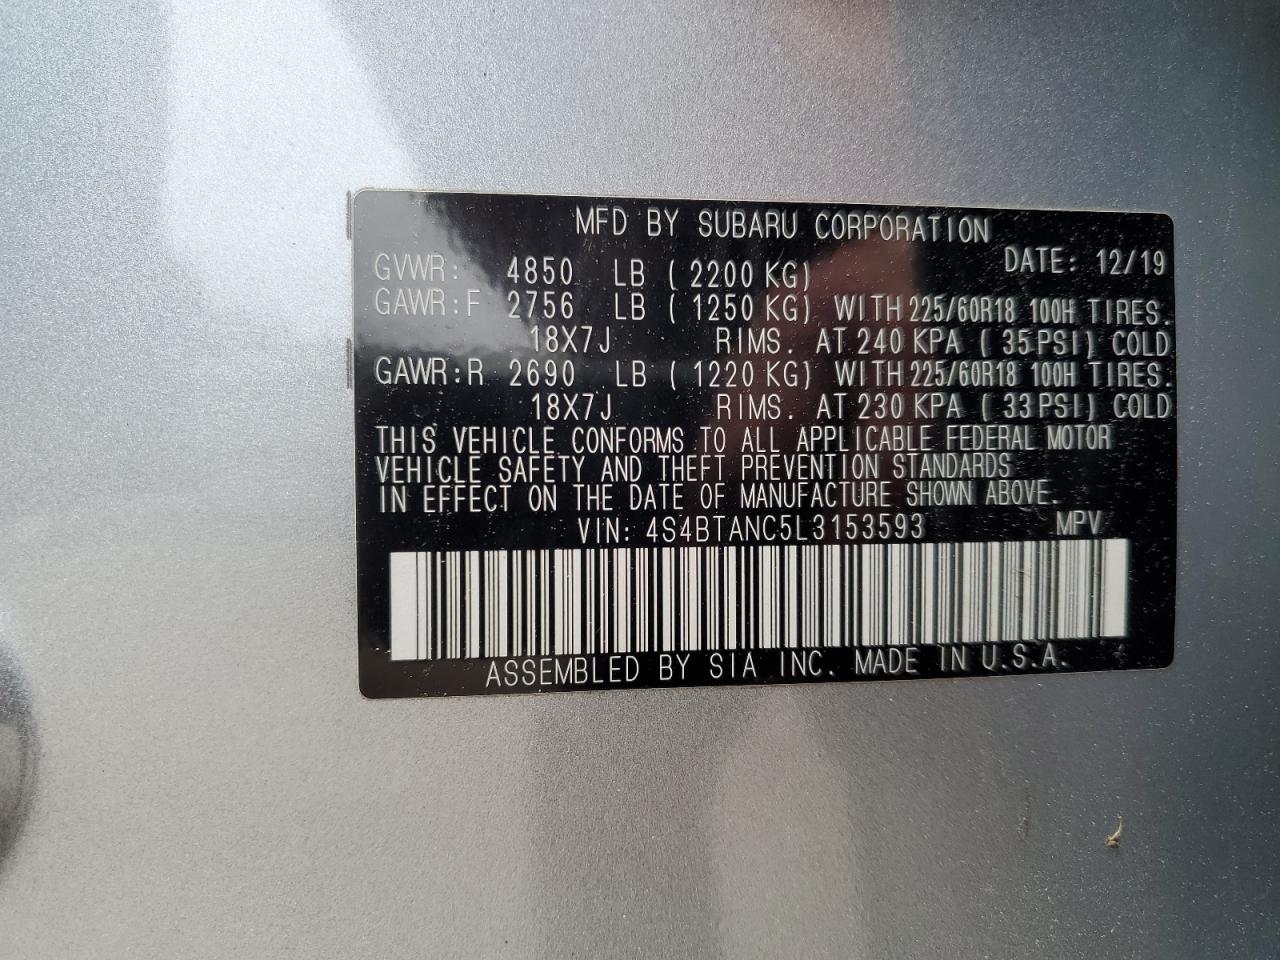 MFD BY SUBARU CORPORATION
DATE: 12/19
GVWR: 4850 LB ( 2200 KG)
GAWR:F 2756 LB ( 1250 KG) WITH 225/60R18 100H TIRES.
18X7J RIMS. AT 240 KPA ( 35 PSI) COLD
GAWR:R 2690 LB ( 1220 KG) WITH 225/60R18 100H TIRES.
18X7J RIMS. AT 230 KPA ( 33 PSI) COLD
THIS VEHICLE CONFORMS TO ALL APPLICABLE FEDERAL MOTOR
VEHICLE SAFETY AND THEFT PREVENTION STANDARDS
IN EFFECT ON THE DATE OF MANUFACTURE SHOWN ABOVE.
VIN: 4S4BTANC5L3153593 MPV
ASSEMBLED BY SIA INC. MADE IN U.S.A.